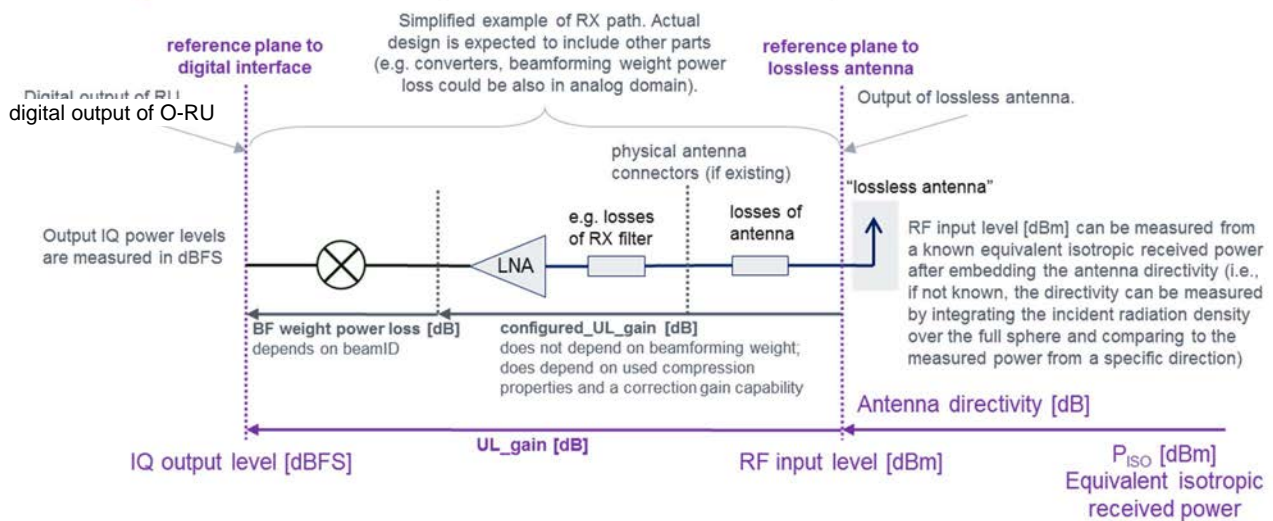 Simplified example of RX path. Actual
design is expected to include other parts
(e.g. converters, beamforming weight power
loss could be also in analog domain).
reference plane to
digital interface
reference plane to
lossless antenna
Digital output of RU
digital output of O-RU
Output of lossless antenna.
physical antenna
connectors (if existing)
"lossless antenna"
Output IQ power levels
are measured in dBFS
LNA
e.g. losses
of RX filter
losses of
antenna
RF input level [dBm] can be measured from
a known equivalent isotropic received power
after embedding the antenna directivity (i.e.,
if not known, the directivity can be measured
by integrating the incident radiation density
over the full sphere and comparing to the
measured power from a specific direction)
BF weight power loss [dB]
depends on beamID
configured_UL_gain [dB]
does not depend on beamforming weight;
does depend on used compression
properties and a correction gain capability
Antenna directivity [dB]
UL_gain [dB]
IQ output level [dBFS]
RF input level [dBm]
PISO [dBm]
Equivalent isotropic
received power